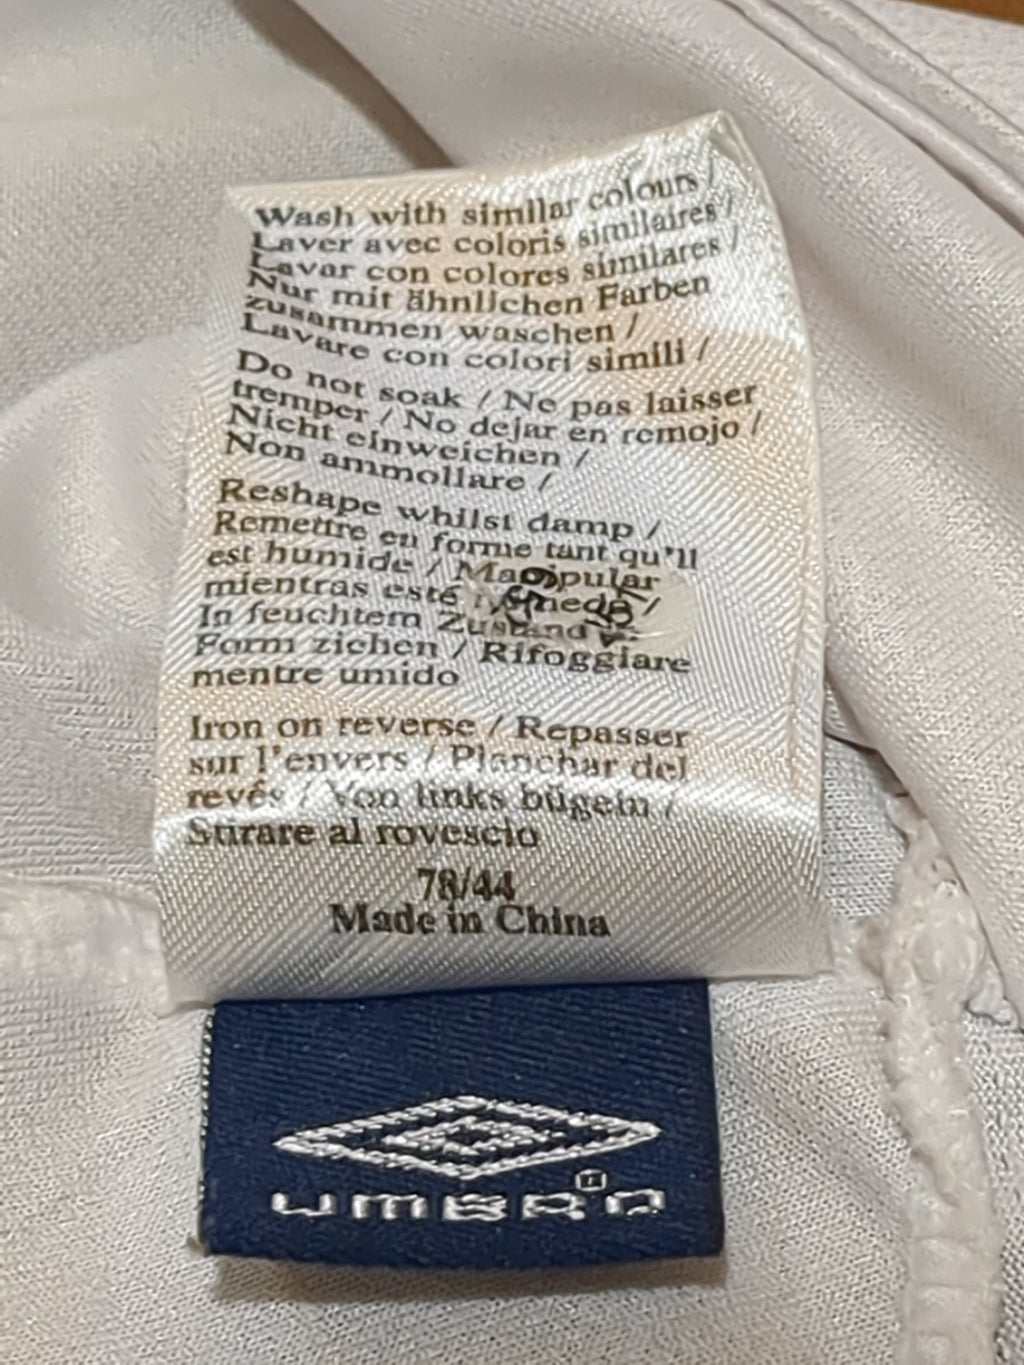 Wash with similar colours /
Laver avec coloris similaires /
Lavar con colores similares /
Nur mit ähnlichen Farben
zusammen waschen /
Lavare con colori simili /
Do not soak / Ne pas laisser
tremper / No dejar en remojo /
Nicht einweichen /
Non ammollare /
Reshape whilst damp /
Remettre en forme tant qu'il
est humide / Manipular
mientras esté /
In feuchtem Zustand
Form ziehen / Rifoggiare
mentre umido
Iron on reverse / Repasser
sur l'envers / Planchar del
revés / Von links bügeln /
Stirare al rovescio
78/44
Made in China
UMBRO